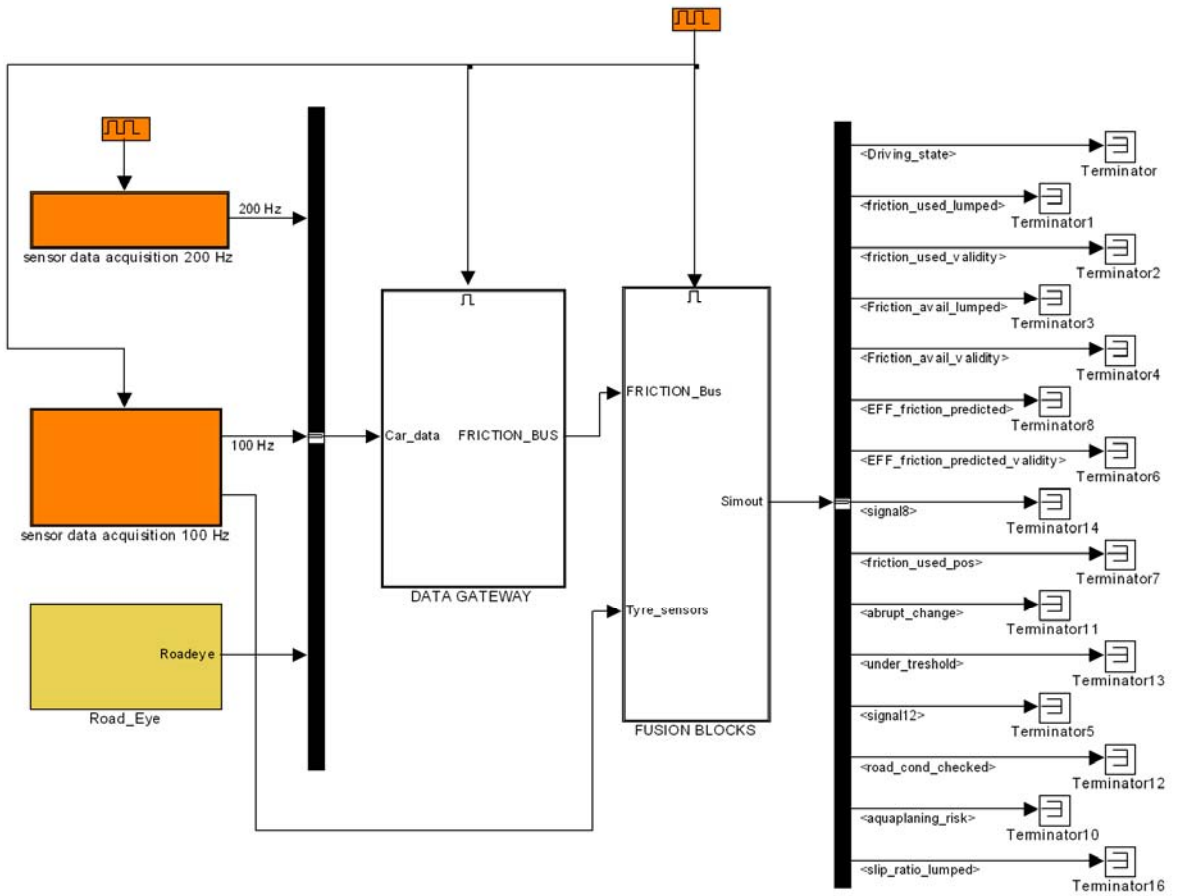 200 Hz
sensor data acquisition 200 Hz
100 Hz
sensor data acquisition 100 Hz
Roadeye
Road_Eye
Car_data
FRICTION_BUS
DATA GATEWAY
FRICTION_Bus
Simout
Tyre_sensors
FUSION BLOCKS
<Driving_state>
Terminator
<friction_used_lumped>
Terminator1
<friction_used_validity>
Terminator2
<Friction_avail_lumped>
Terminator3
<Friction_avail_validity>
Terminator4
<EFF_friction_predicted>
Terminator8
<EFF_friction_predicted_validity>
Terminator6
<signal8>
Terminator14
<friction_used_pos>
Terminator7
<abrupt_change>
Terminator11
<under_treshold>
Terminator13
<signal12>
Terminator5
<road_cond_checked>
Terminator12
<aquaplaning_risk>
Terminator10
<slip_ratio_lumped>
Terminator16